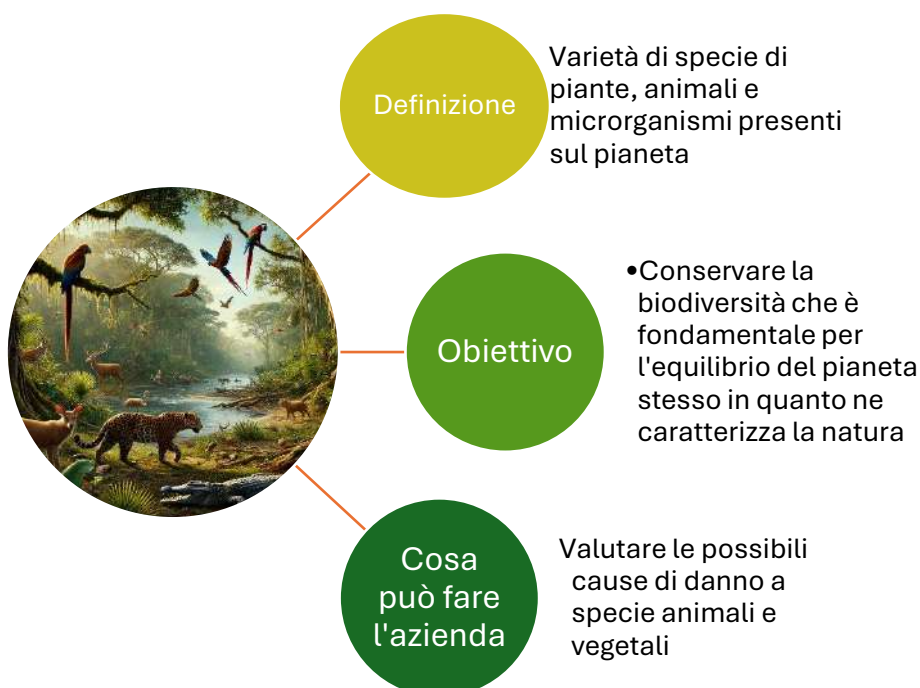 Definizione
Varietà di specie di
piante, animali e
microrganismi presenti
sul pianeta
Obiettivo
•Conservare la
biodiversità che è
fondamentale per
l'equilibrio del pianeta
stesso in quanto ne
caratterizza la natura
Cosa
può fare
l'azienda
Valutare le possibili
cause di danno a
specie animali e
vegetali